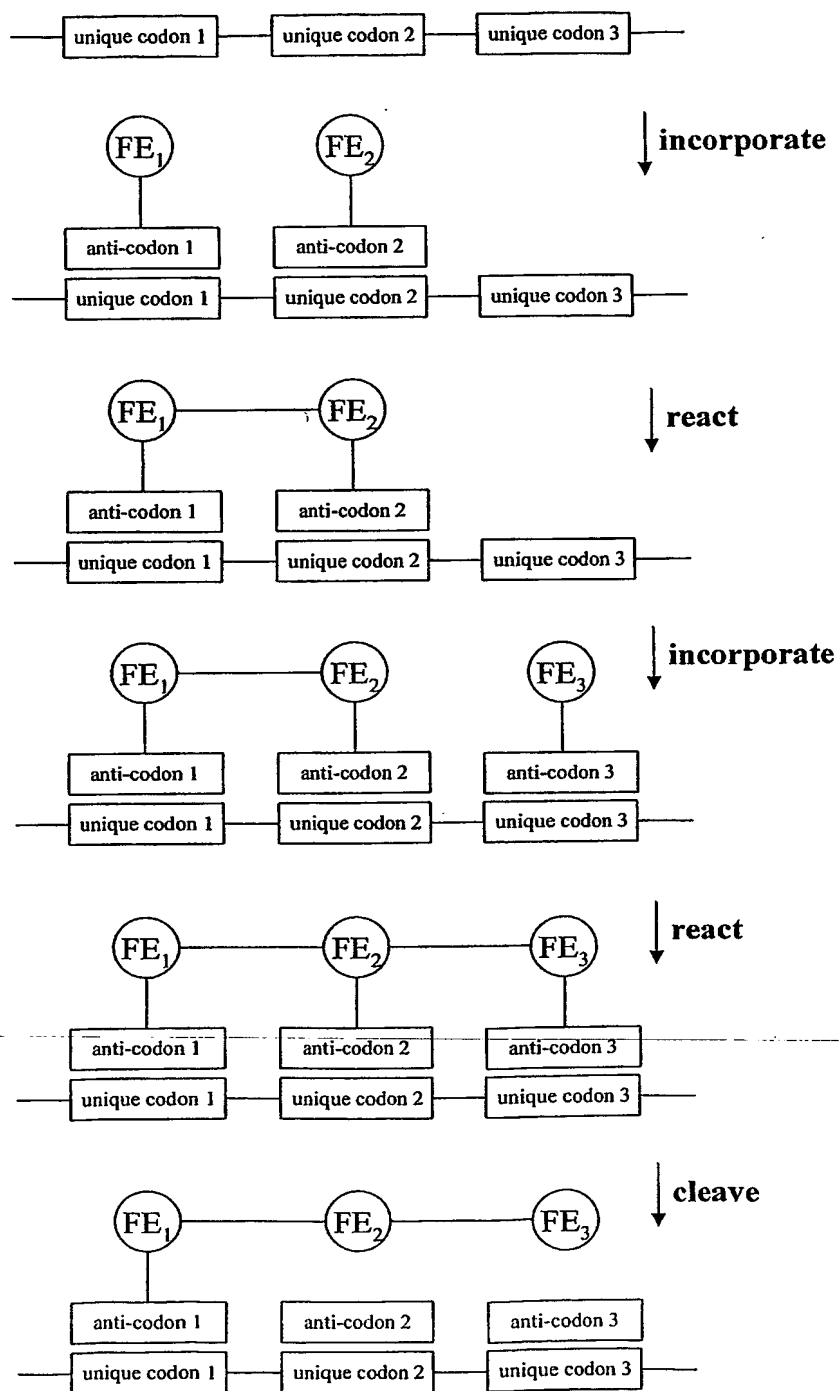 unique codon 1 unique codon 2 unique codon 3
incorporate
FE₁ FE₂
anti-codon 1 anti-codon 2
unique codon 1 unique codon 2 unique codon 3
react
FE₁ FE₂
anti-codon 1 anti-codon 2
unique codon 1 unique codon 2 unique codon 3
incorporate
FE₁ FE₂ FE₃
anti-codon 1 anti-codon 2 anti-codon 3
unique codon 1 unique codon 2 unique codon 3
react
FE₁ FE₂ FE₃
anti-codon 1 anti-codon 2 anti-codon 3
unique codon 1 unique codon 2 unique codon 3
cleave
FE₁ FE₂ FE₃
anti-codon 1 anti-codon 2 anti-codon 3
unique codon 1 unique codon 2 unique codon 3